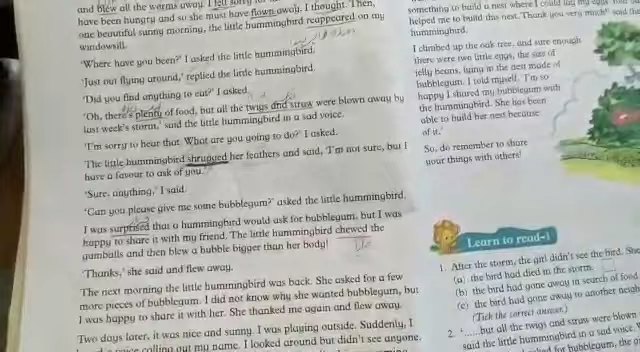 and blew all the worms away. I felt sorry for
have been hungry and so she must have flown away, I thought. Then,
one beautiful sunny morning, the little hummingbird reappeared on my
windowsill.
'Where have you been?' I asked the little hummingbird.
'Just out flying around,' replied the little hummingbird.
'Did you find anything to eat?' I asked.
'Oh, there's plenty of food, but all the twigs and straw were blown away by
last week's storm,' said the little hummingbird in a sad voice.
'I'm sorry to hear that. What are you going to do?' I asked.
The little hummingbird shrugged her feathers and said, 'I'm not sure, but I
have a favour to ask of you.'
'Sure, anything,' I said.
'Can you please give me some bubblegum?' asked the little hummingbird.
I was surprised that a hummingbird would ask for bubblegum, but I was
happy to share it with my friend. The little hummingbird chewed the
gumballs and then blew a bubble bigger than her body!
'Thanks,' she said and flew away.
The next morning the little hummingbird was back. She asked for a few
more pieces of bubblegum. I did not know why she wanted bubblegum, but
I was happy to share it with her. She thanked me again and flew away.
Two days later, it was nice and sunny. I was playing outside. Suddenly, I
voice calling out my name. I looked around but didn't see anyone.
something to build a nest where I could lay my eggs.
helped me to build this nest. Thank you very much!' said the
hummingbird.
I climbed up the oak tree, and sure enough
there were two little eggs, the size of
jelly beans, lying in the nest made of
bubblegum. I told myself, 'I'm so
happy I shared my bubblegum with
the hummingbird. She has been
able to build her nest because
of it.'
So, do remember to share
your things with others!
Learn to read-1
1. After the storm, the girl didn't see the bird. She
(a) the bird had died in the storm.
(b) the bird had gone away in search of food.
(c) the bird had gone away to another neigh
(Tick the correct answer.)
2. '.....but all the twigs and straw were blown
said the little hummingbird in a sad voice.
for bubblegum, the